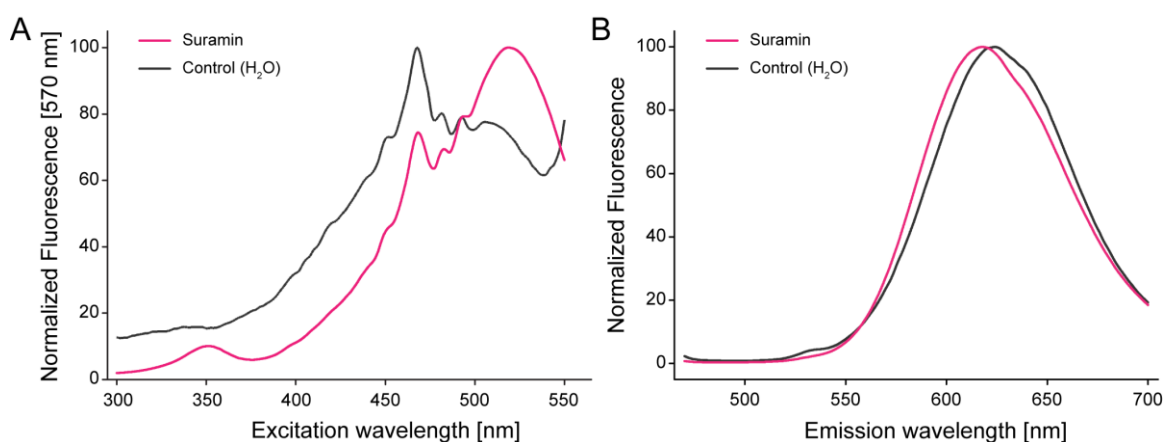 A
Suramin
Control (H₂O)
Normalized Fluorescence [570 nm]
100
80
60
40
20
0
300
350
400
450
500
550
Excitation wavelength [nm]
B
Suramin
Control (H₂O)
Normalized Fluorescence
100
80
60
40
20
0
500
550
600
650
700
Emission wavelength [nm]